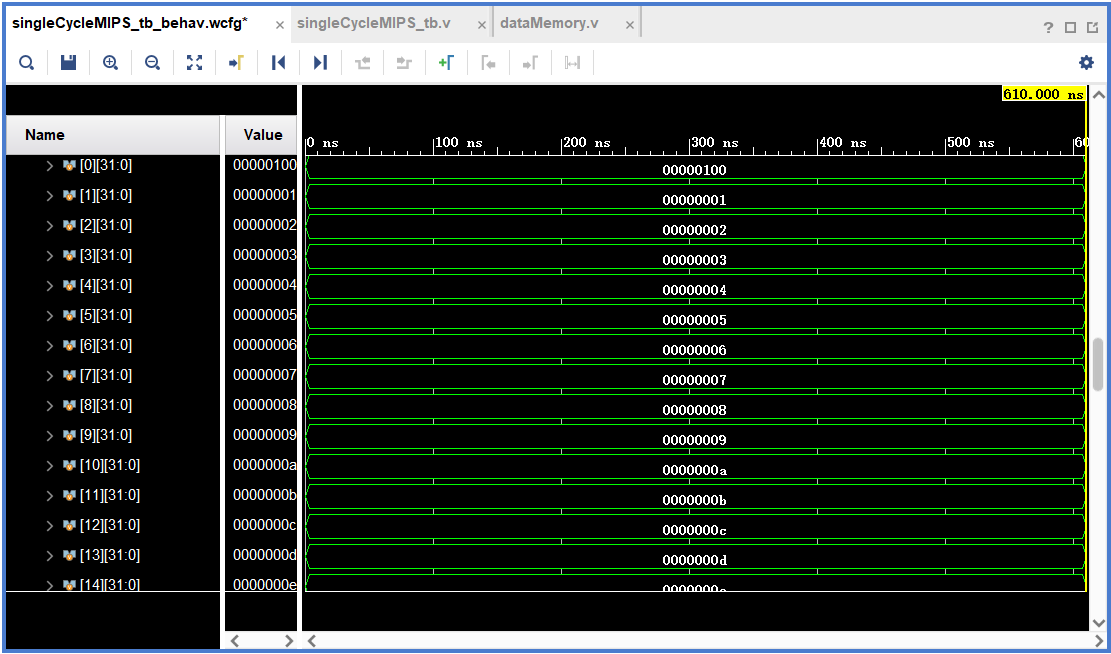 singleCycleMIPS_tb_behav.wcfg* × singleCycleMIPS_tb.v × dataMemory.v ×
?
610.000 ns
Name Value
0 ns 100 ns 200 ns 300 ns 400 ns 500 ns 60
[0][31:0] 00000100 00000100
[1][31:0] 00000001 00000001
[2][31:0] 00000002 00000002
[3][31:0] 00000003 00000003
[4][31:0] 00000004 00000004
[5][31:0] 00000005 00000005
[6][31:0] 00000006 00000006
[7][31:0] 00000007 00000007
[8][31:0] 00000008 00000008
[9][31:0] 00000009 00000009
[10][31:0] 0000000a 0000000a
[11][31:0] 0000000b 0000000b
[12][31:0] 0000000c 0000000c
[13][31:0] 0000000d 0000000d
[14][31:0] 0000000e 0000000e